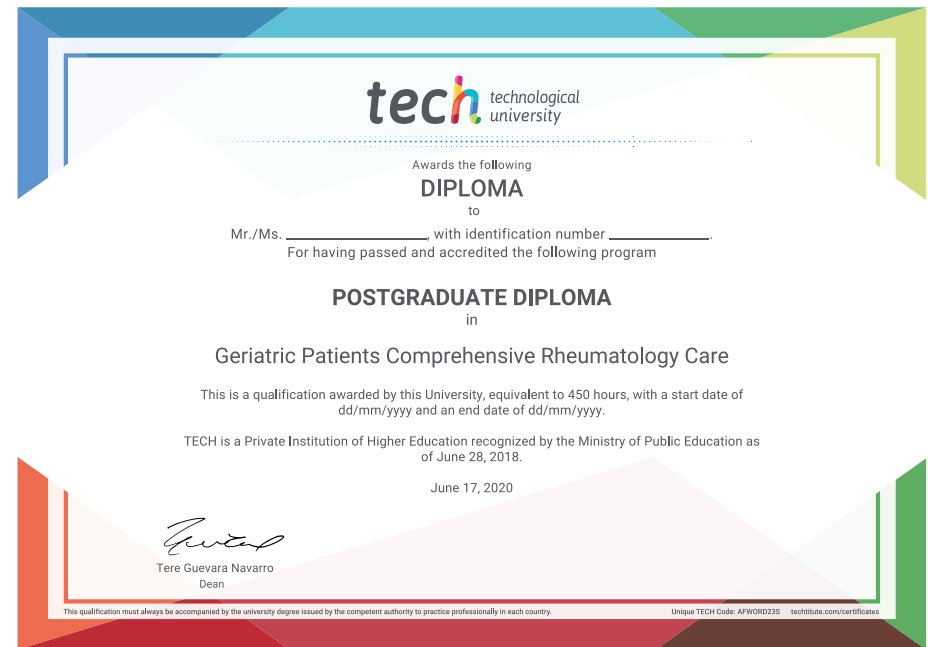 tech technological
university
Awards the following
DIPLOMA
to
Mr./Ms. ____________________, with identification number ______________.
For having passed and accredited the following program
POSTGRADUATE DIPLOMA
in
Geriatric Patients Comprehensive Rheumatology Care
This is a qualification awarded by this University, equivalent to 450 hours, with a start date of
dd/mm/yyyy and an end date of dd/mm/yyyy.
TECH is a Private Institution of Higher Education recognized by the Ministry of Public Education as
of June 28, 2018.
June 17, 2020
Tere Guevara Navarro
Dean
This qualification must always be accompanied by the university degree issued by the competent authority to practice professionally in each country.
Unique TECH Code: AFWORD23S techtitute.com/certificates